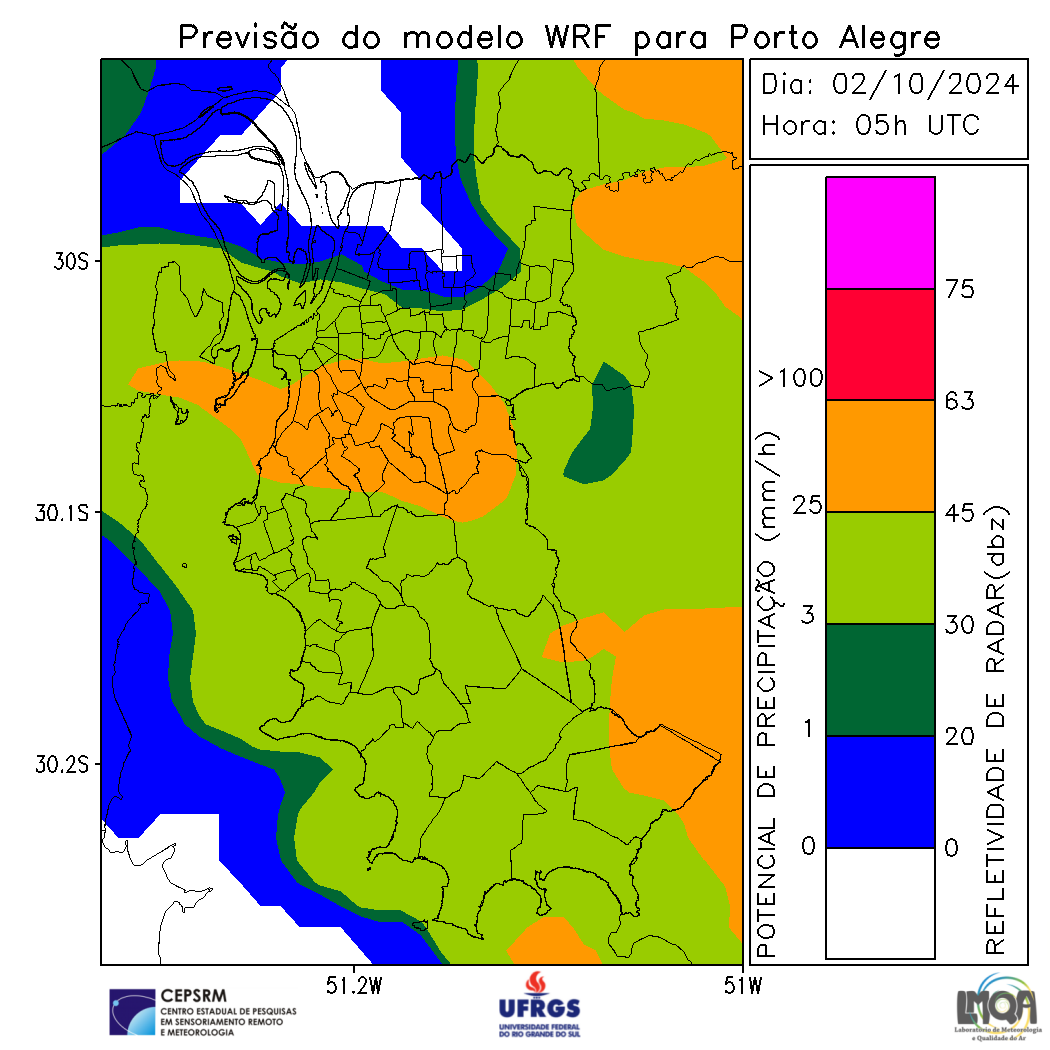 Previsão do modelo WRF para Porto Alegre
Dia: 02/10/2024
Hora: 05h UTC
30S
30.1S
30.2S
51.2W
51W
POTENCIAL DE PRECIPITAÇÃO (mm/h)
>100
25
3
1
0
75
63
45
30
20
0
REFLETIVIDADE DE RADAR(dbz)
CEPSRM
CENTRO ESTADUAL DE PESQUISAS
EM SENSORIAMENTO REMOTO
E METEOROLOGIA
UFRGS
UNIVERSIDADE FEDERAL
DO RIO GRANDE DO SUL
LMQA
Laboratório de Meteorologia
e Qualidade do Ar